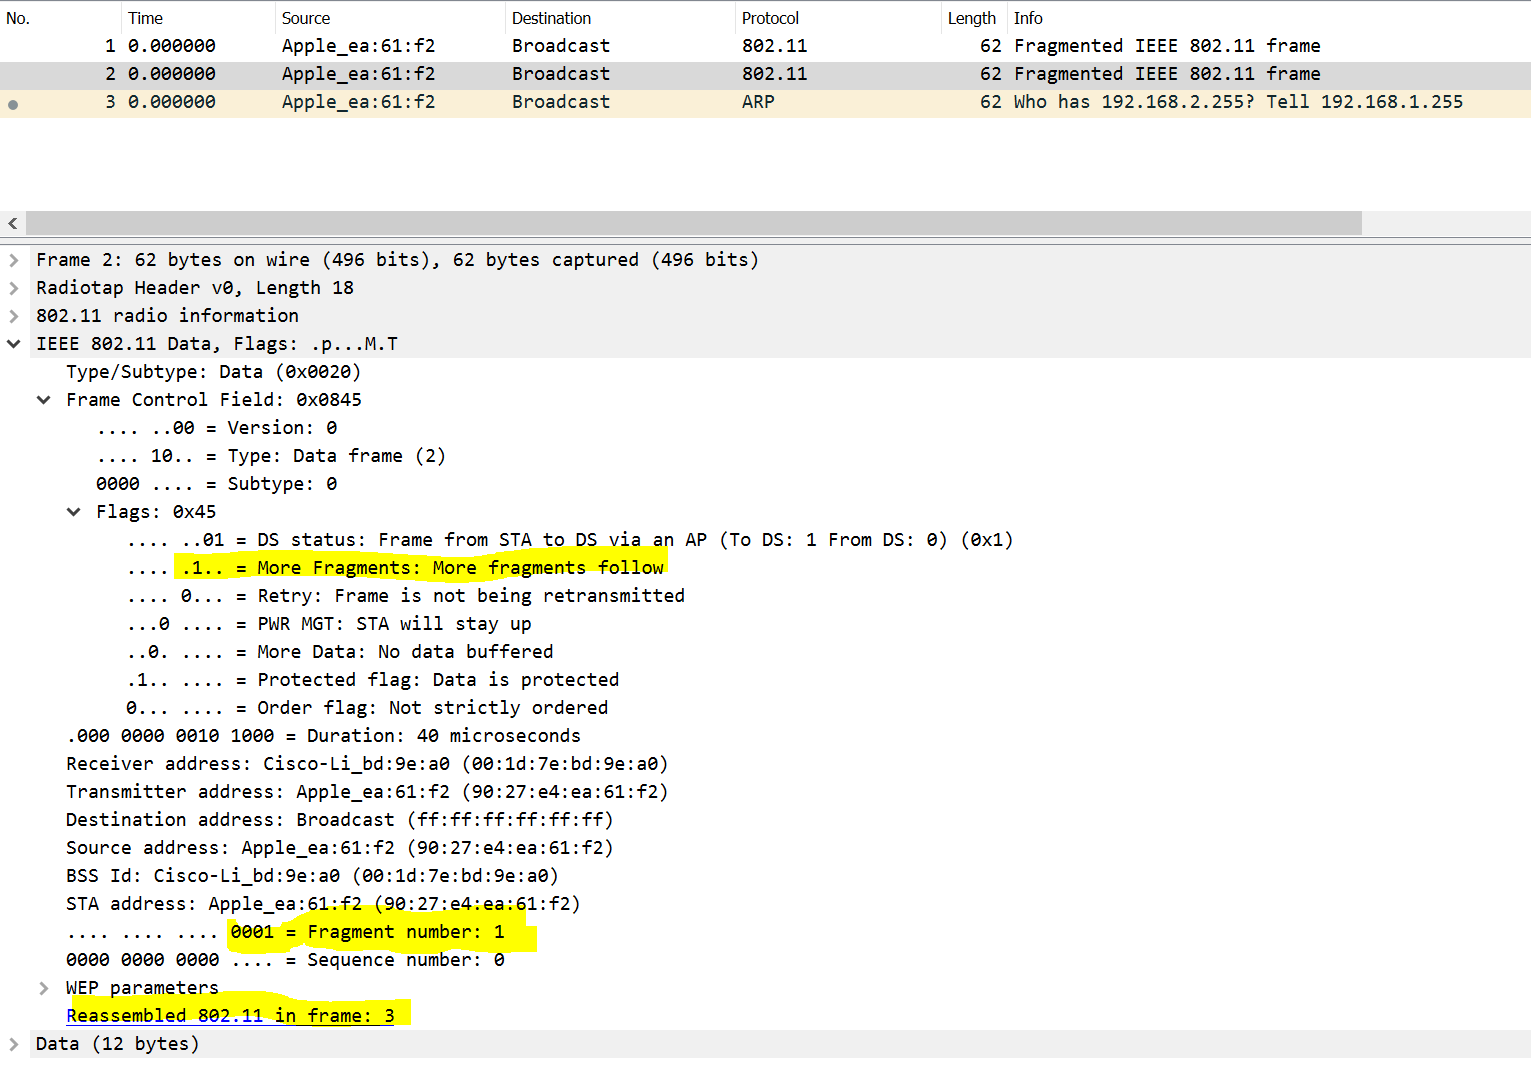 No. Time Source Destination Protocol Length Info
1 0.000000 Apple_ea:61:f2 Broadcast 802.11 62 Fragmented IEEE 802.11 frame
2 0.000000 Apple_ea:61:f2 Broadcast 802.11 62 Fragmented IEEE 802.11 frame
3 0.000000 Apple_ea:61:f2 Broadcast ARP 62 Who has 192.168.2.255? Tell 192.168.1.255
Frame 2: 62 bytes on wire (496 bits), 62 bytes captured (496 bits)
Radiotap Header v0, Length 18
802.11 radio information
IEEE 802.11 Data, Flags: .p...M.T
Type/Subtype: Data (0x0020)
Frame Control Field: 0x0845
.... ..00 = Version: 0
.... 10.. = Type: Data frame (2)
0000 .... = Subtype: 0
Flags: 0x45
.... ..01 = DS status: Frame from STA to DS via an AP (To DS: 1 From DS: 0) (0x1)
.... .1.. = More Fragments: More fragments follow
.... 0... = Retry: Frame is not being retransmitted
...0 .... = PWR MGT: STA will stay up
..0. .... = More Data: No data buffered
.1.. .... = Protected flag: Data is protected
0... .... = Order flag: Not strictly ordered
.000 0000 0010 1000 = Duration: 40 microseconds
Receiver address: Cisco-Li_bd:9e:a0 (00:1d:7e:bd:9e:a0)
Transmitter address: Apple_ea:61:f2 (90:27:e4:ea:61:f2)
Destination address: Broadcast (ff:ff:ff:ff:ff:ff)
Source address: Apple_ea:61:f2 (90:27:e4:ea:61:f2)
BSS Id: Cisco-Li_bd:9e:a0 (00:1d:7e:bd:9e:a0)
STA address: Apple_ea:61:f2 (90:27:e4:ea:61:f2)
.... .... .... 0001 = Fragment number: 1
0000 0000 0000 .... = Sequence number: 0
WEP parameters
Reassembled 802.11 in frame: 3
Data (12 bytes)